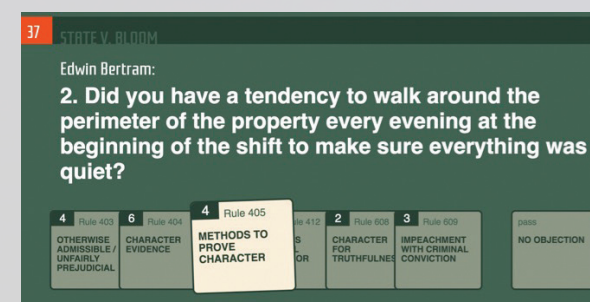 37
STATE V. BLOOM
Edwin Bertram:
2. Did you have a tendency to walk around the
perimeter of the property every evening at the
beginning of the shift to make sure everything was
quiet?
4 Rule 403
OTHERWISE
ADMISSIBLE /
UNFAIRLY
PREJUDICIAL
6 Rule 404
CHARACTER
EVIDENCE
4 Rule 405
METHODS TO
PROVE
CHARACTER
412
S
L
OR
2 Rule 608
CHARACTER
FOR
TRUTHFULNES
3 Rule 609
IMPEACHMENT
WITH CRIMINAL
CONVICTION
pass
NO OBJECTION